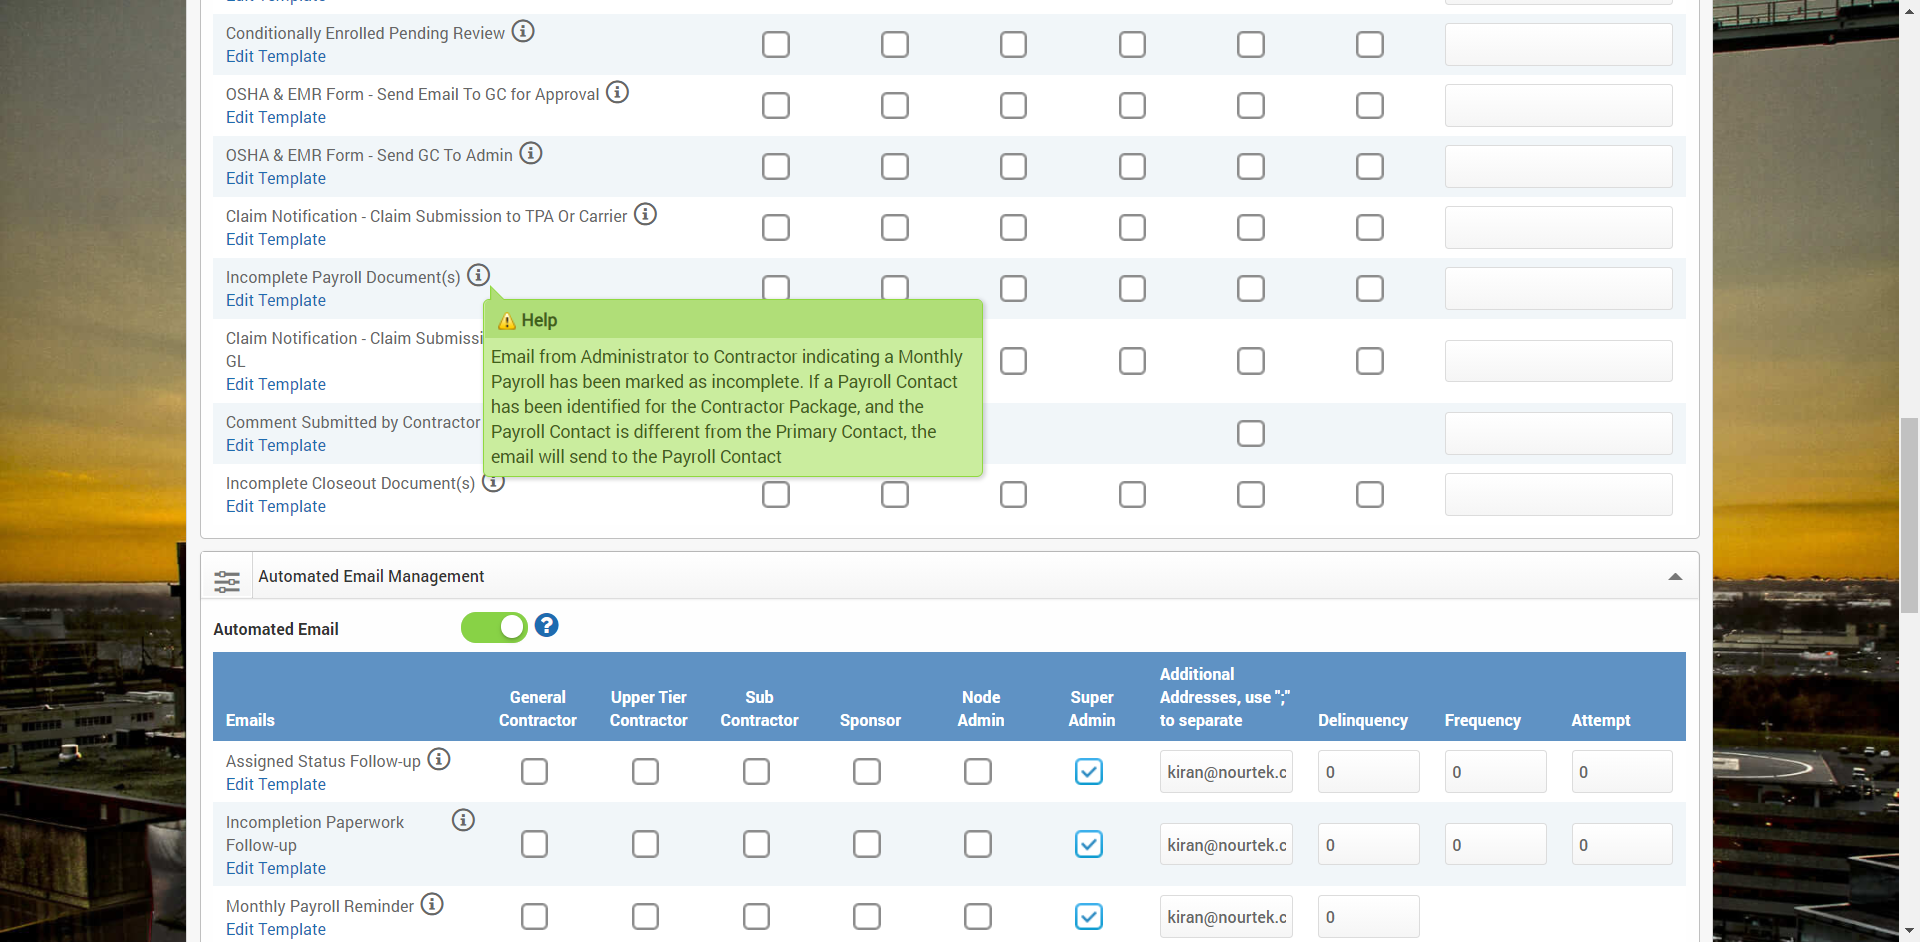 Conditionally Enrolled Pending Review
Edit Template
OSHA & EMR Form - Send Email To GC for Approval
Edit Template
OSHA & EMR Form - Send GC To Admin
Edit Template
Claim Notification - Claim Submission to TPA Or Carrier
Edit Template
Incomplete Payroll Document(s)
Edit Template
Help
Email from Administrator to Contractor indicating a Monthly
Payroll has been marked as incomplete. If a Payroll Contact
has been identified for the Contractor Package, and the
Payroll Contact is different from the Primary Contact, the
email will send to the Payroll Contact
Claim Notification - Claim Submissi
GL
Edit Template
Comment Submitted by Contractor
Edit Template
Incomplete Closeout Document(s)
Edit Template
Automated Email Management
Automated Email
Emails
General
Contractor
Upper Tier
Contractor
Sub
Contractor
Sponsor
Node
Admin
Super
Admin
Additional
Addresses, use ";"
to separate
Delinquency
Frequency
Attempt
Assigned Status Follow-up
Edit Template
kiran@nourtek.c
0
0
0
Incompletion Paperwork
Follow-up
Edit Template
kiran@nourtek.c
0
0
0
Monthly Payroll Reminder
Edit Template
kiran@nourtek.c
0